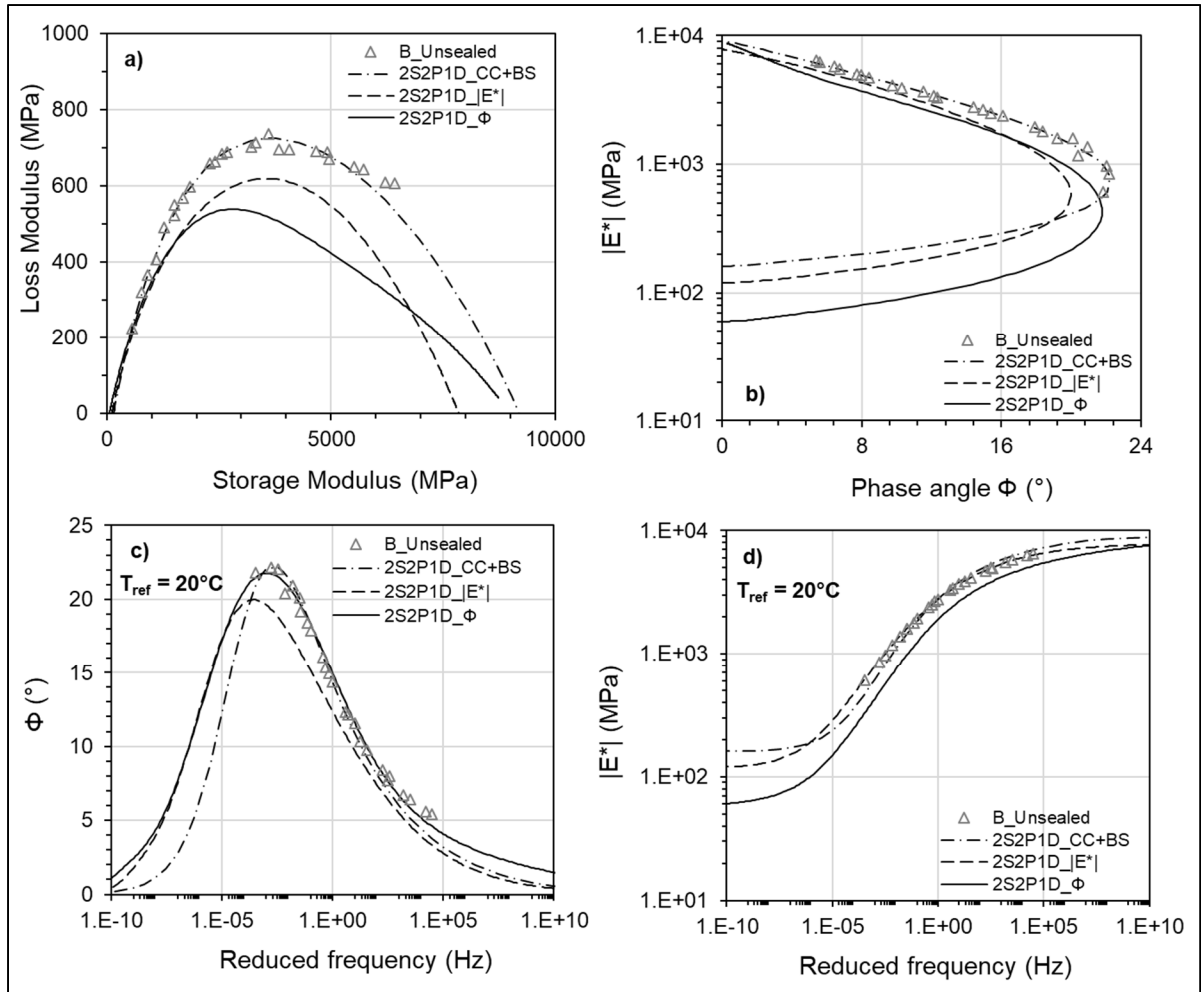 a)
B_Unsealed
2S2P1D_CC+BS
2S2P1D_|E*|
2S2P1D_Φ
1000
800
600
400
200
0
Loss Modulus (MPa)
0 5000 10000
Storage Modulus (MPa)
1.E+04
1.E+03
1.E+02
1.E+01
|E*| (MPa)
B_Unsealed
2S2P1D_CC+BS
2S2P1D_|E*|
2S2P1D_Φ
b)
0 8 16 24
Phase angle Φ (°)
c)
T_ref = 20°C
B_Unsealed
2S2P1D_CC+BS
2S2P1D_|E*|
2S2P1D_Φ
25
20
15
10
5
0
Φ (°)
1.E-10 1.E-05 1.E+00 1.E+05 1.E+10
Reduced frequency (Hz)
d)
T_ref = 20°C
1.E+04
1.E+03
1.E+02
1.E+01
|E*| (MPa)
B_Unsealed
2S2P1D_CC+BS
2S2P1D_|E*|
2S2P1D_Φ
1.E-10 1.E-05 1.E+00 1.E+05 1.E+10
Reduced frequency (Hz)